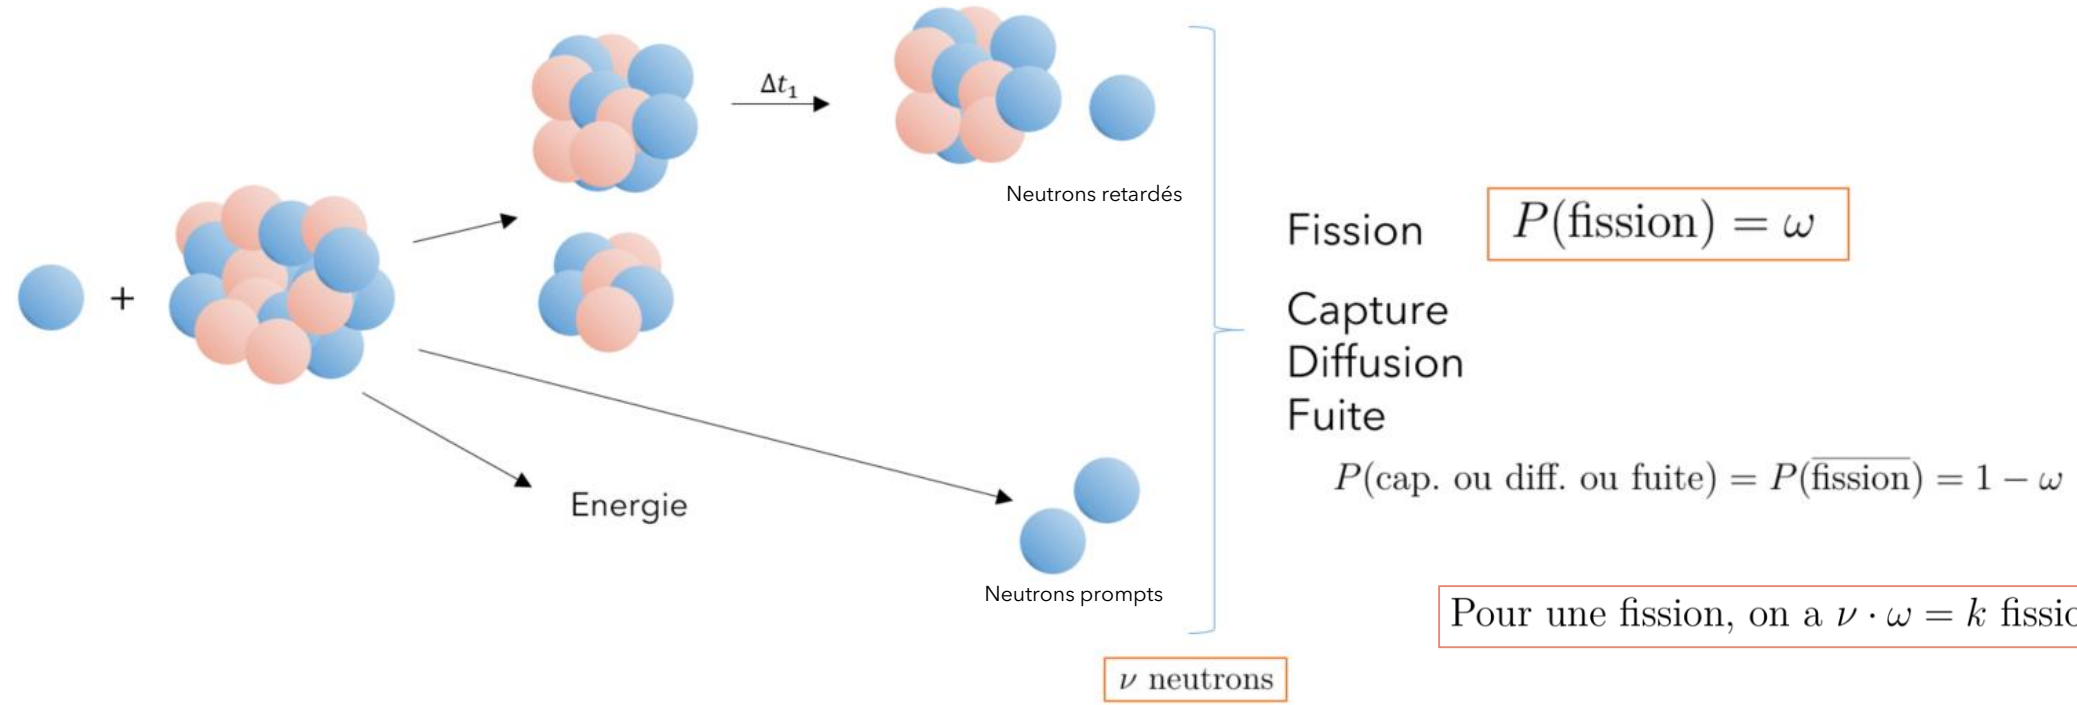 Δt₁
Neutrons retardés
+
Energie
Neutrons prompts
ν neutrons
Fission
P(fission) = ω
Capture
Diffusion
Fuite
P(cap. ou diff. ou fuite) = P(\overline{fission}) = 1 − ω
Pour une fission, on a ν · ω = k